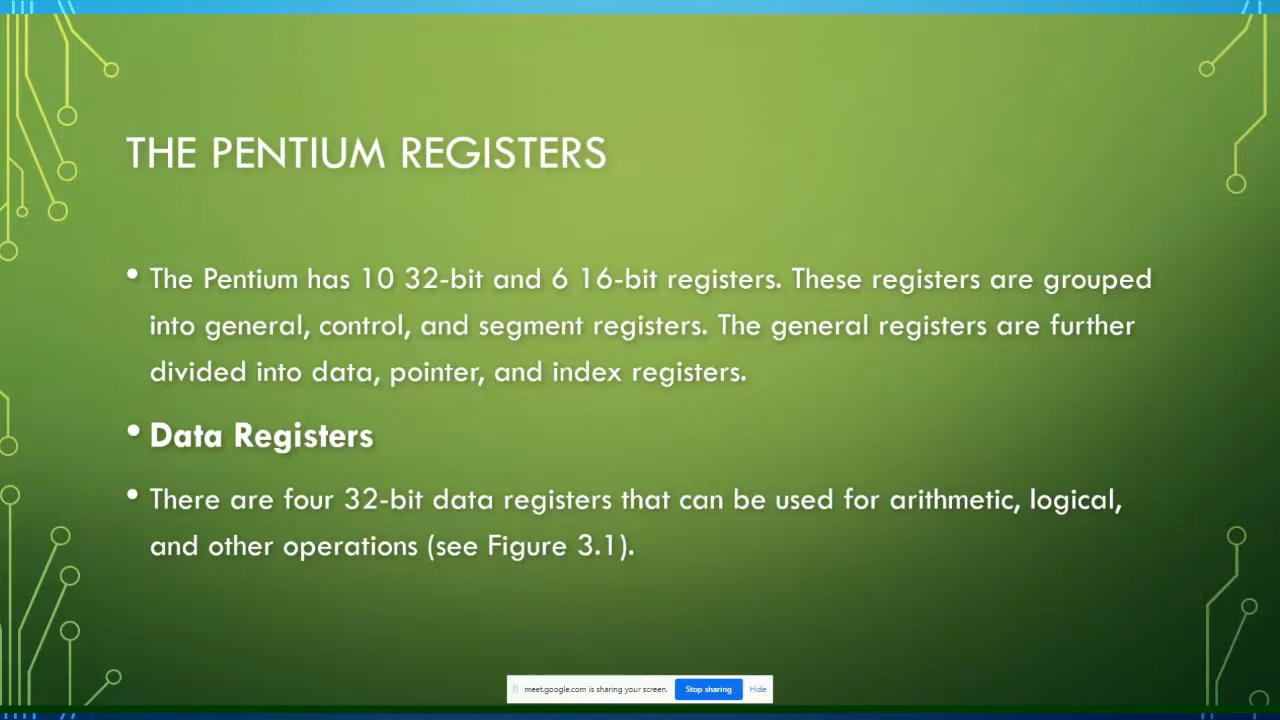 THE PENTIUM REGISTERS
• The Pentium has 10 32-bit and 6 16-bit registers. These registers are grouped
into general, control, and segment registers. The general registers are further
divided into data, pointer, and index registers.
• Data Registers
• There are four 32-bit data registers that can be used for arithmetic, logical,
and other operations (see Figure 3.1).
meet.google.com is sharing your screen. Stop sharing Hide